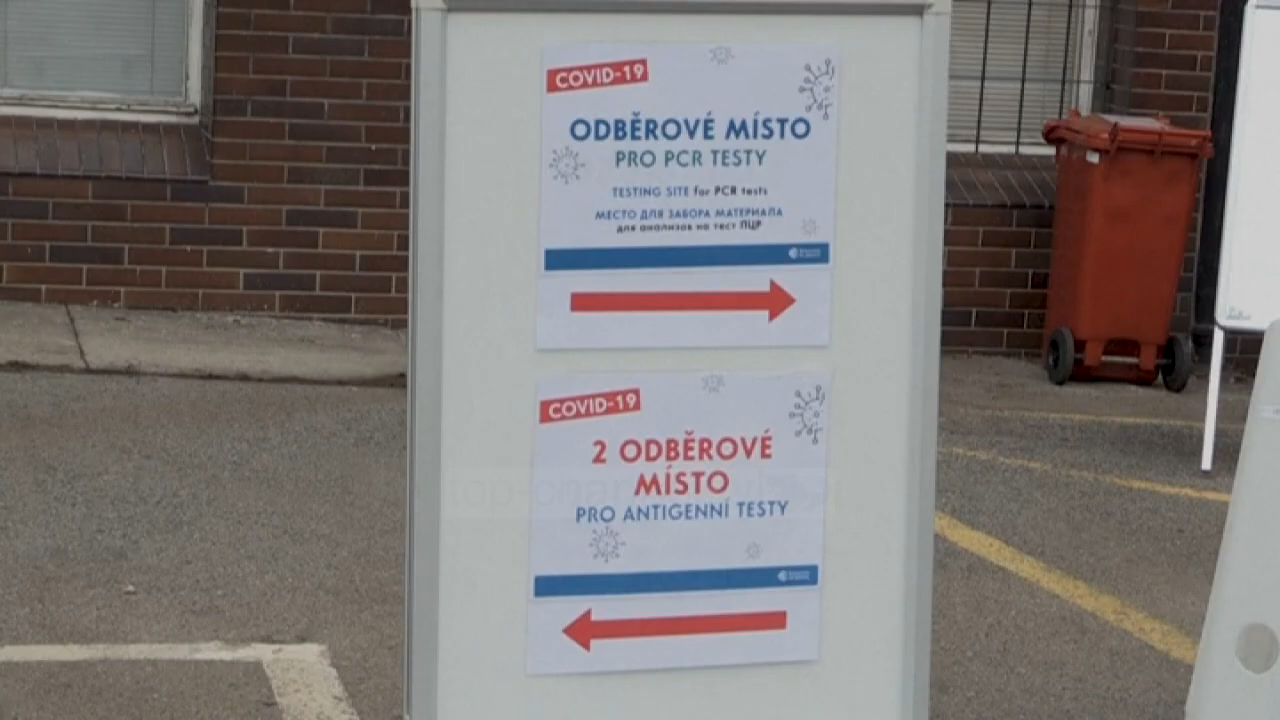 COVID-19
ODBĚROVÉ MÍSTO
PRO PCR TESTY
TESTING SITE for PCR tests
МЕСТО ДЛЯ ЗАБОРА МАТЕРИАЛА
для анализов на тест ПЦР
COVID-19
2 ODBĚROVÉ
MÍSTO
PRO ANTIGENNÍ TESTY